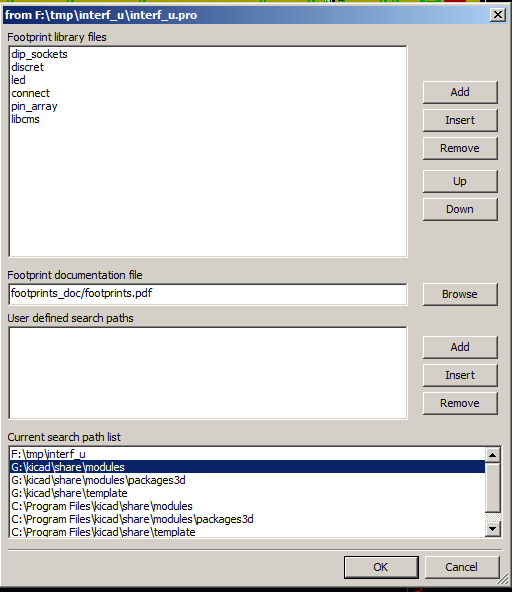 from F:\tmp\interf_u\interf_u.pro
Footprint library files
dip_sockets
discret
led
connect
pin_array
libcms
Add
Insert
Remove
Up
Down
Footprint documentation file
footprints_doc/footprints.pdf
Browse
User defined search paths
Add
Insert
Remove
Current search path list
F:\tmp\interf_u
G:\kicad\share\modules
G:\kicad\share\modules\packages3d
G:\kicad\share\template
C:\Program Files\kicad\share\modules
C:\Program Files\kicad\share\modules\packages3d
C:\Program Files\kicad\share\template
OK
Cancel